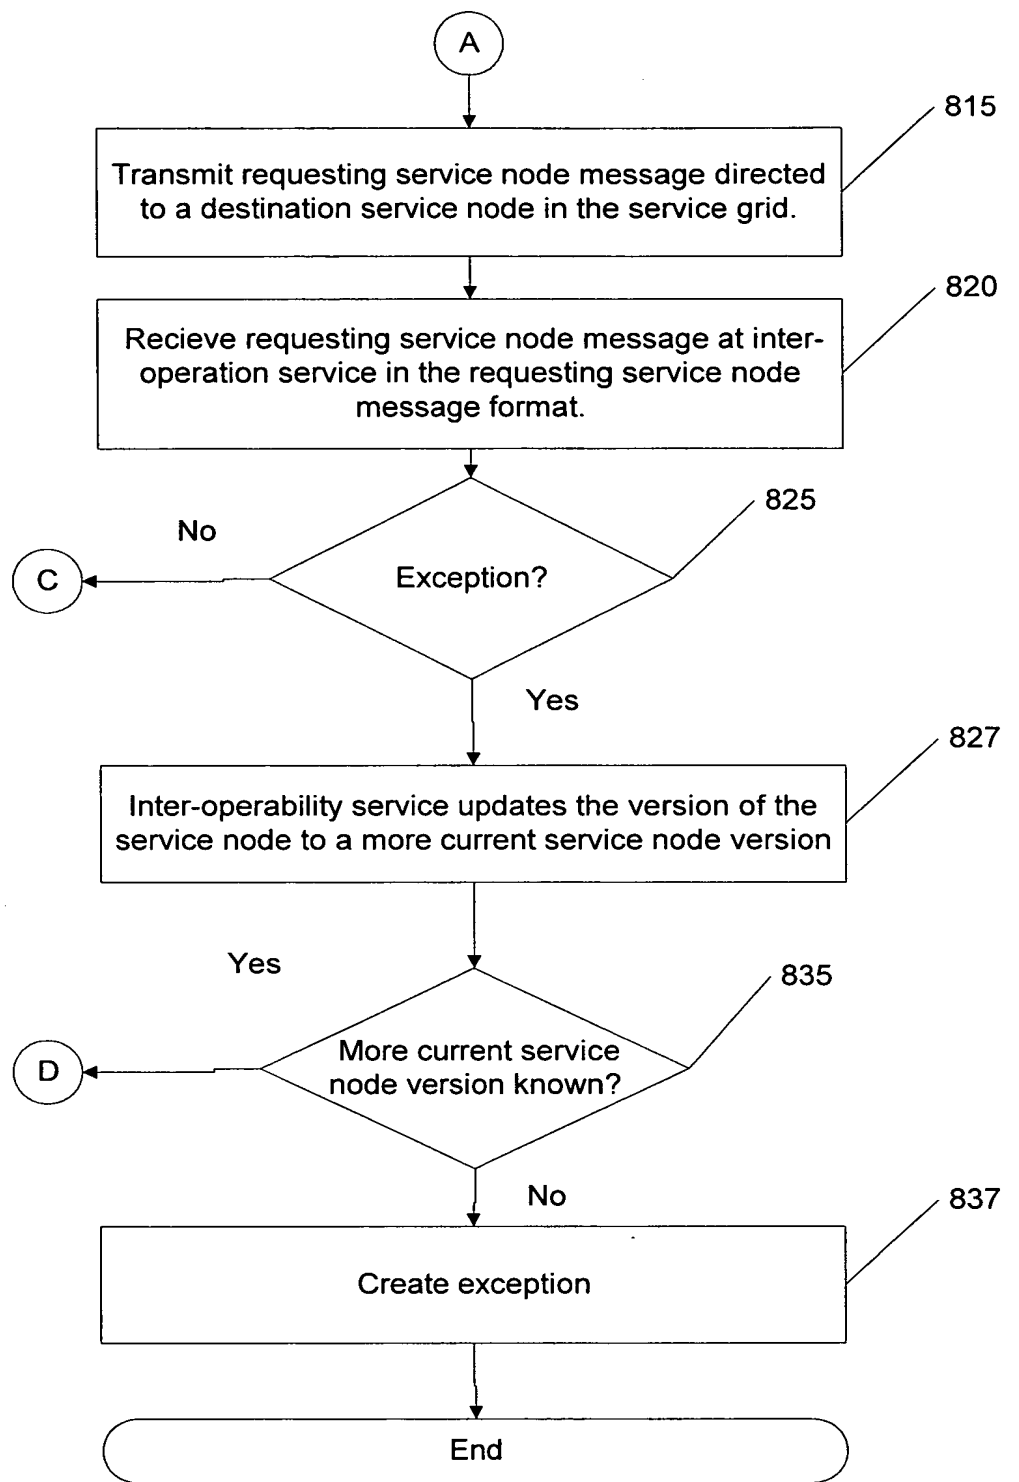 A
815
Transmit requesting service node message directed
to a destination service node in the service grid.
820
Recieve requesting service node message at inter-
operation service in the requesting service node
message format.
825
No
C
Exception?
Yes
827
Inter-operability service updates the version of the
service node to a more current service node version
Yes
835
D
More current service
node version known?
No
837
Create exception
End